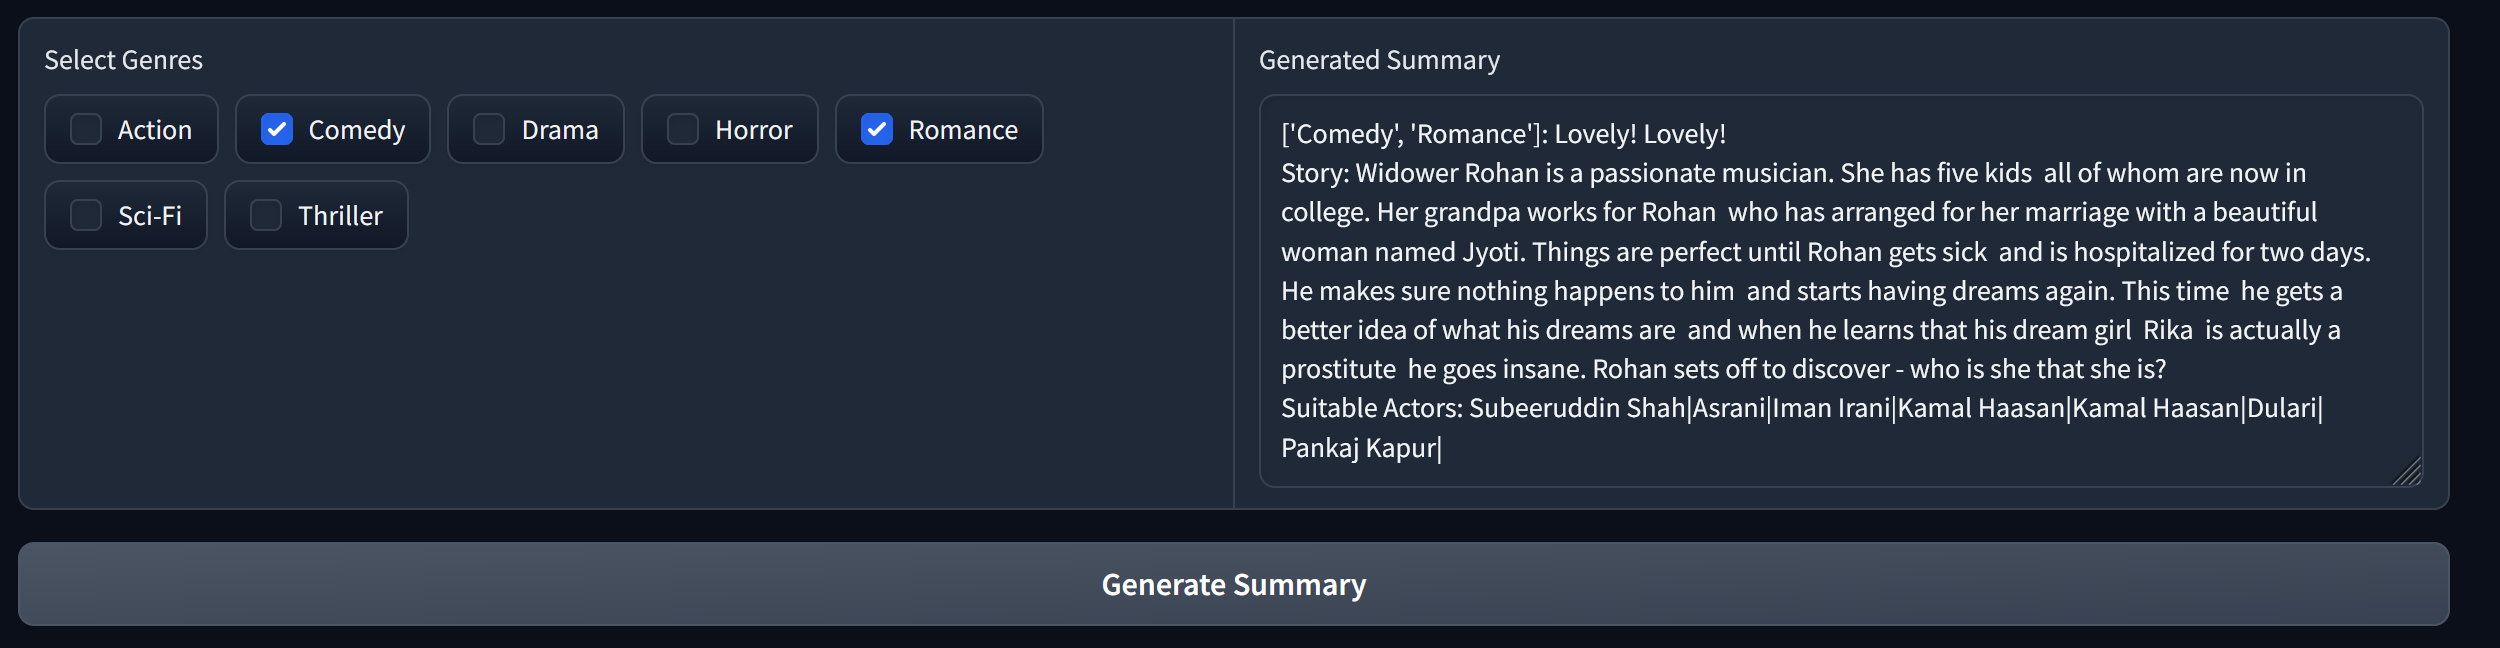 Select Genres
Action
Comedy
Drama
Horror
Romance
Sci-Fi
Thriller
Generated Summary
['Comedy', 'Romance']: Lovely! Lovely!
Story: Widower Rohan is a passionate musician. She has five kids  all of whom are now in
college. Her grandpa works for Rohan  who has arranged for her marriage with a beautiful
woman named Jyoti. Things are perfect until Rohan gets sick  and is hospitalized for two days.
He makes sure nothing happens to him  and starts having dreams again. This time  he gets a
better idea of what his dreams are  and when he learns that his dream girl  Rika  is actually a
prostitute  he goes insane. Rohan sets off to discover - who is she that she is?
Suitable Actors: Subeeruddin Shah|Asrani|Iman Irani|Kamal Haasan|Kamal Haasan|Dulari|
Pankaj Kapur|
Generate Summary